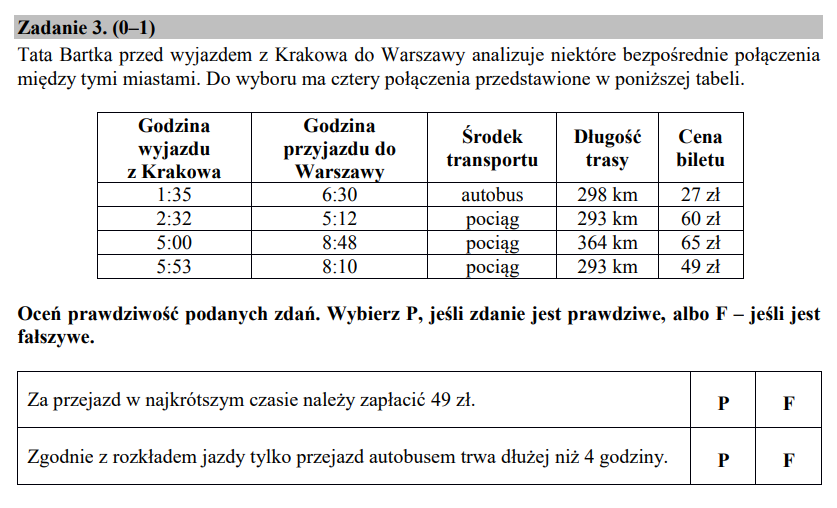 Zadanie 3. (0–1)
Tata Bartka przed wyjazdem z Krakowa do Warszawy analizuje niektóre bezpośrednie połączenia
między tymi miastami. Do wyboru ma cztery połączenia przedstawione w poniższej tabeli.
Godzina wyjazdu z Krakowa | Godzina przyjazdu do Warszawy | Środek transportu | Długość trasy | Cena biletu
1:35 | 6:30 | autobus | 298 km | 27 zł
2:32 | 5:12 | pociąg | 293 km | 60 zł
5:00 | 8:48 | pociąg | 364 km | 65 zł
5:53 | 8:10 | pociąg | 293 km | 49 zł
Oceń prawdziwość podanych zdań. Wybierz P, jeśli zdanie jest prawdziwe, albo F – jeśli jest
fałszywe.
Za przejazd w najkrótszym czasie należy zapłacić 49 zł. | P | F
Zgodnie z rozkładem jazdy tylko przejazd autobusem trwa dłużej niż 4 godziny. | P | F